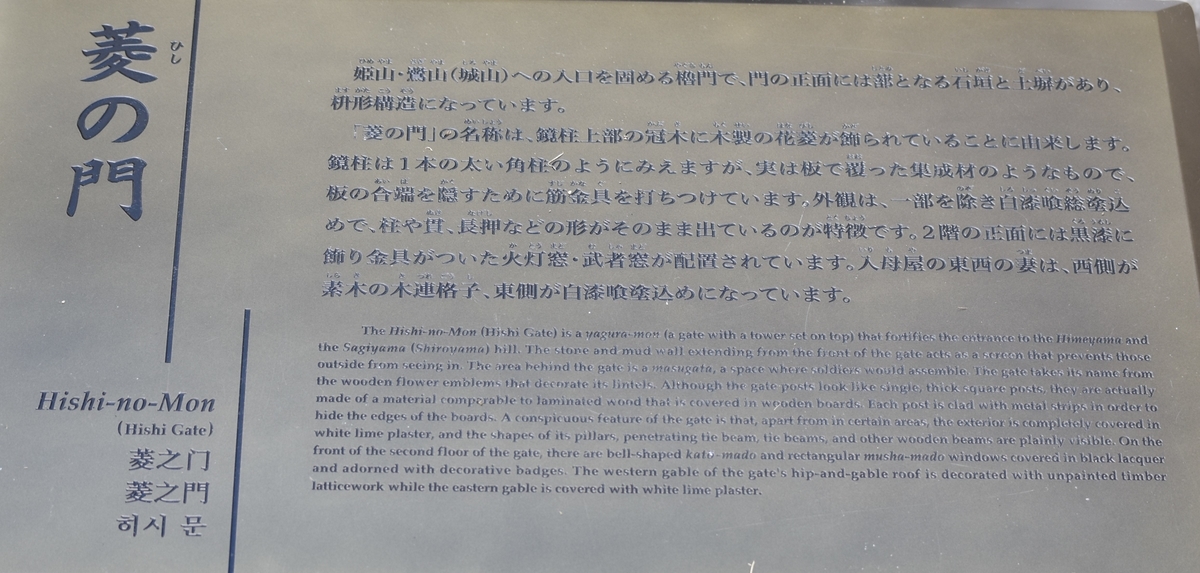 菱の門
ひし
Hishi-no-Mon
(Hishi Gate)
菱之门
菱之門
히시 문
姫山・鷺山(城山)への入口を固める櫓門で、門の正面には蔀となる石垣と土塀があり、
枡形構造になっています。
「菱の門」の名称は、鏡柱上部の冠木に木製の花菱が飾られていることに由来します。
鏡柱は1本の太い角柱のようにみえますが、実は板で覆った集成材のようなもので、
板の合端を隠すために筋金具を打ちつけています。外観は、一部を除き白漆喰総塗込
めで、柱や貫、長押などの形がそのまま出ているのが特徴です。2階の正面には黒漆に
飾り金具がついた火灯窓・武者窓が配置されています。入母屋の東西の妻は、西側が
素木の木連格子、東側が白漆喰塗込めになっています。
The Hishi-no-Mon (Hishi Gate) is a yagura-mon (a gate with a tower set on top) that fortifies the entrance to the Himeyama and
the Sagiyama (Shiroyama) hill. The stone and mud wall extending from the front of the gate acts as a screen that prevents those
outside from seeing in. The area behind the gate is a masugata, a space where soldiers would assemble. The gate takes its name from
the wooden flower emblems that decorate its lintels. Although the gate posts look like single, thick square posts, they are actually
made of a material comparable to laminated wood that is covered in wooden boards. Each post is clad with metal strips in order to
hide the edges of the boards. A conspicuous feature of the gate is that, apart from in certain areas, the exterior is completely covered in
white lime plaster, and the shapes of its pillars, penetrating tie beam, tie beams, and other wooden beams are plainly visible. On the
front of the second floor of the gate, there are bell-shaped kato-mado and rectangular musha-mado windows covered in black lacquer
and adorned with decorative badges. The western gable of the gate's hip-and-gable roof is decorated with unpainted timber
latticework while the eastern gable is covered with white lime plaster.